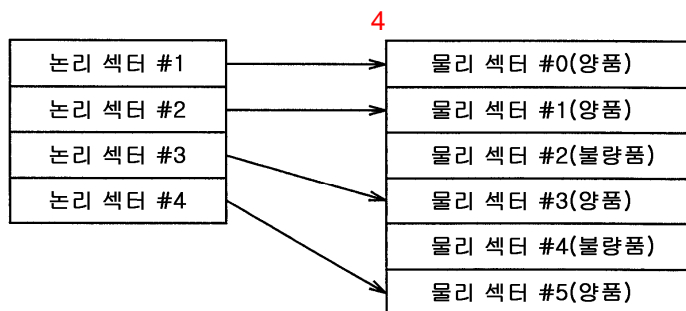 4
논리 섹터 #1
논리 섹터 #2
논리 섹터 #3
논리 섹터 #4
물리 섹터 #0(양품)
물리 섹터 #1(양품)
물리 섹터 #2(불량품)
물리 섹터 #3(양품)
물리 섹터 #4(불량품)
물리 섹터 #5(양품)